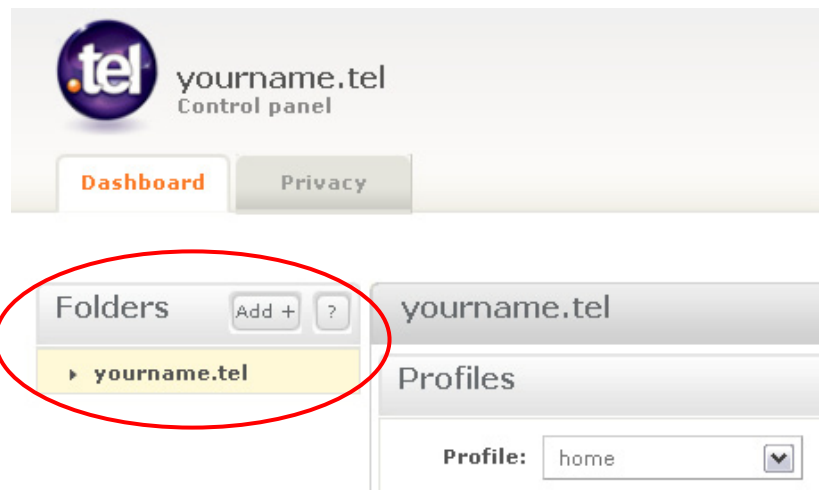 .tel
yourname.tel
Control panel
Dashboard Privacy
Folders Add + ?
yourname.tel
yourname.tel
Profiles
Profile: home